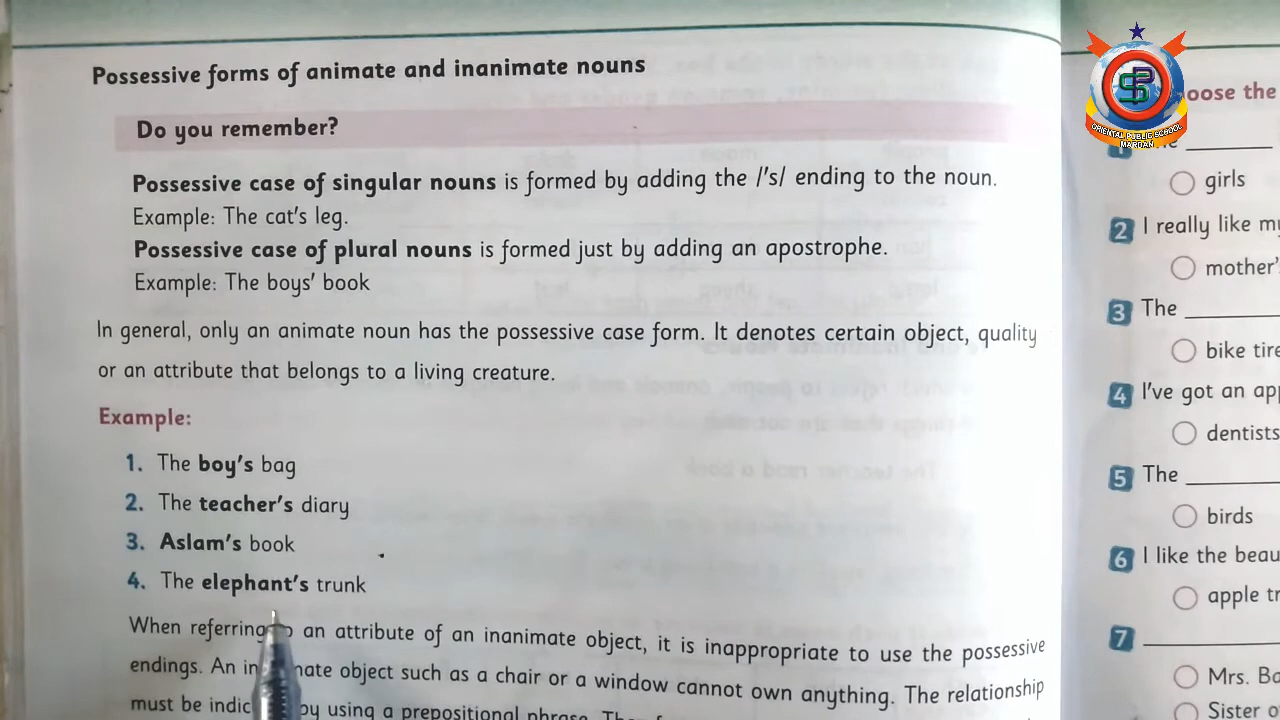 Possessive forms of animate and inanimate nouns
Do you remember?
Possessive case of singular nouns is formed by adding the /'s/ ending to the noun.
Example: The cat's leg.
Possessive case of plural nouns is formed just by adding an apostrophe.
Example: The boys' book
In general, only an animate noun has the possessive case form. It denotes certain object, quality
or an attribute that belongs to a living creature.
Example:
1. The boy's bag
2. The teacher's diary
3. Aslam's book
4. The elephant's trunk
When referring an attribute of an inanimate object, it is inappropriate to use the possessive
endings. An object such as a chair or a window cannot own anything. The relationship
must be by using a prepositional phrase.
ORIENTAL PUBLIC SCHOOL
MARDAN
oose the
1
girls
2 I really like my
mother's
3 The
bike tire
4 I've got an app
dentists
5 The
birds
6 I like the beau
apple tr
7
Mrs. Ba
Sister o